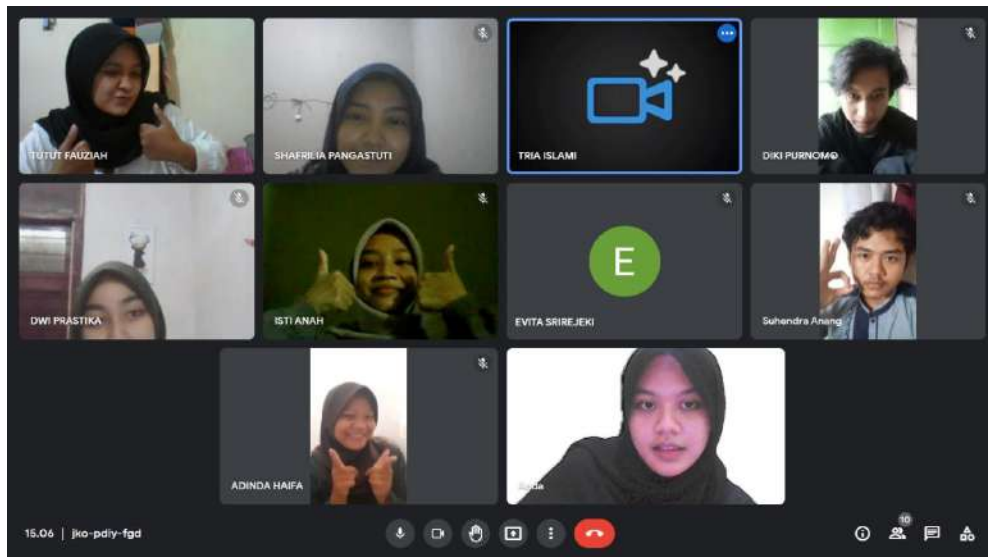 TUTUT FAUZIAH
SHAFRILIA PANGASTUTI
TRIA ISLAMI
DIKI PURNOMO
DWI PRASTIKA
ISTI ANAH
E
EVITA SRIREJEKI
Suhendra Anang
ADINDA HAIFA
Anda
15.06 | jko-pdiy-fgd
10